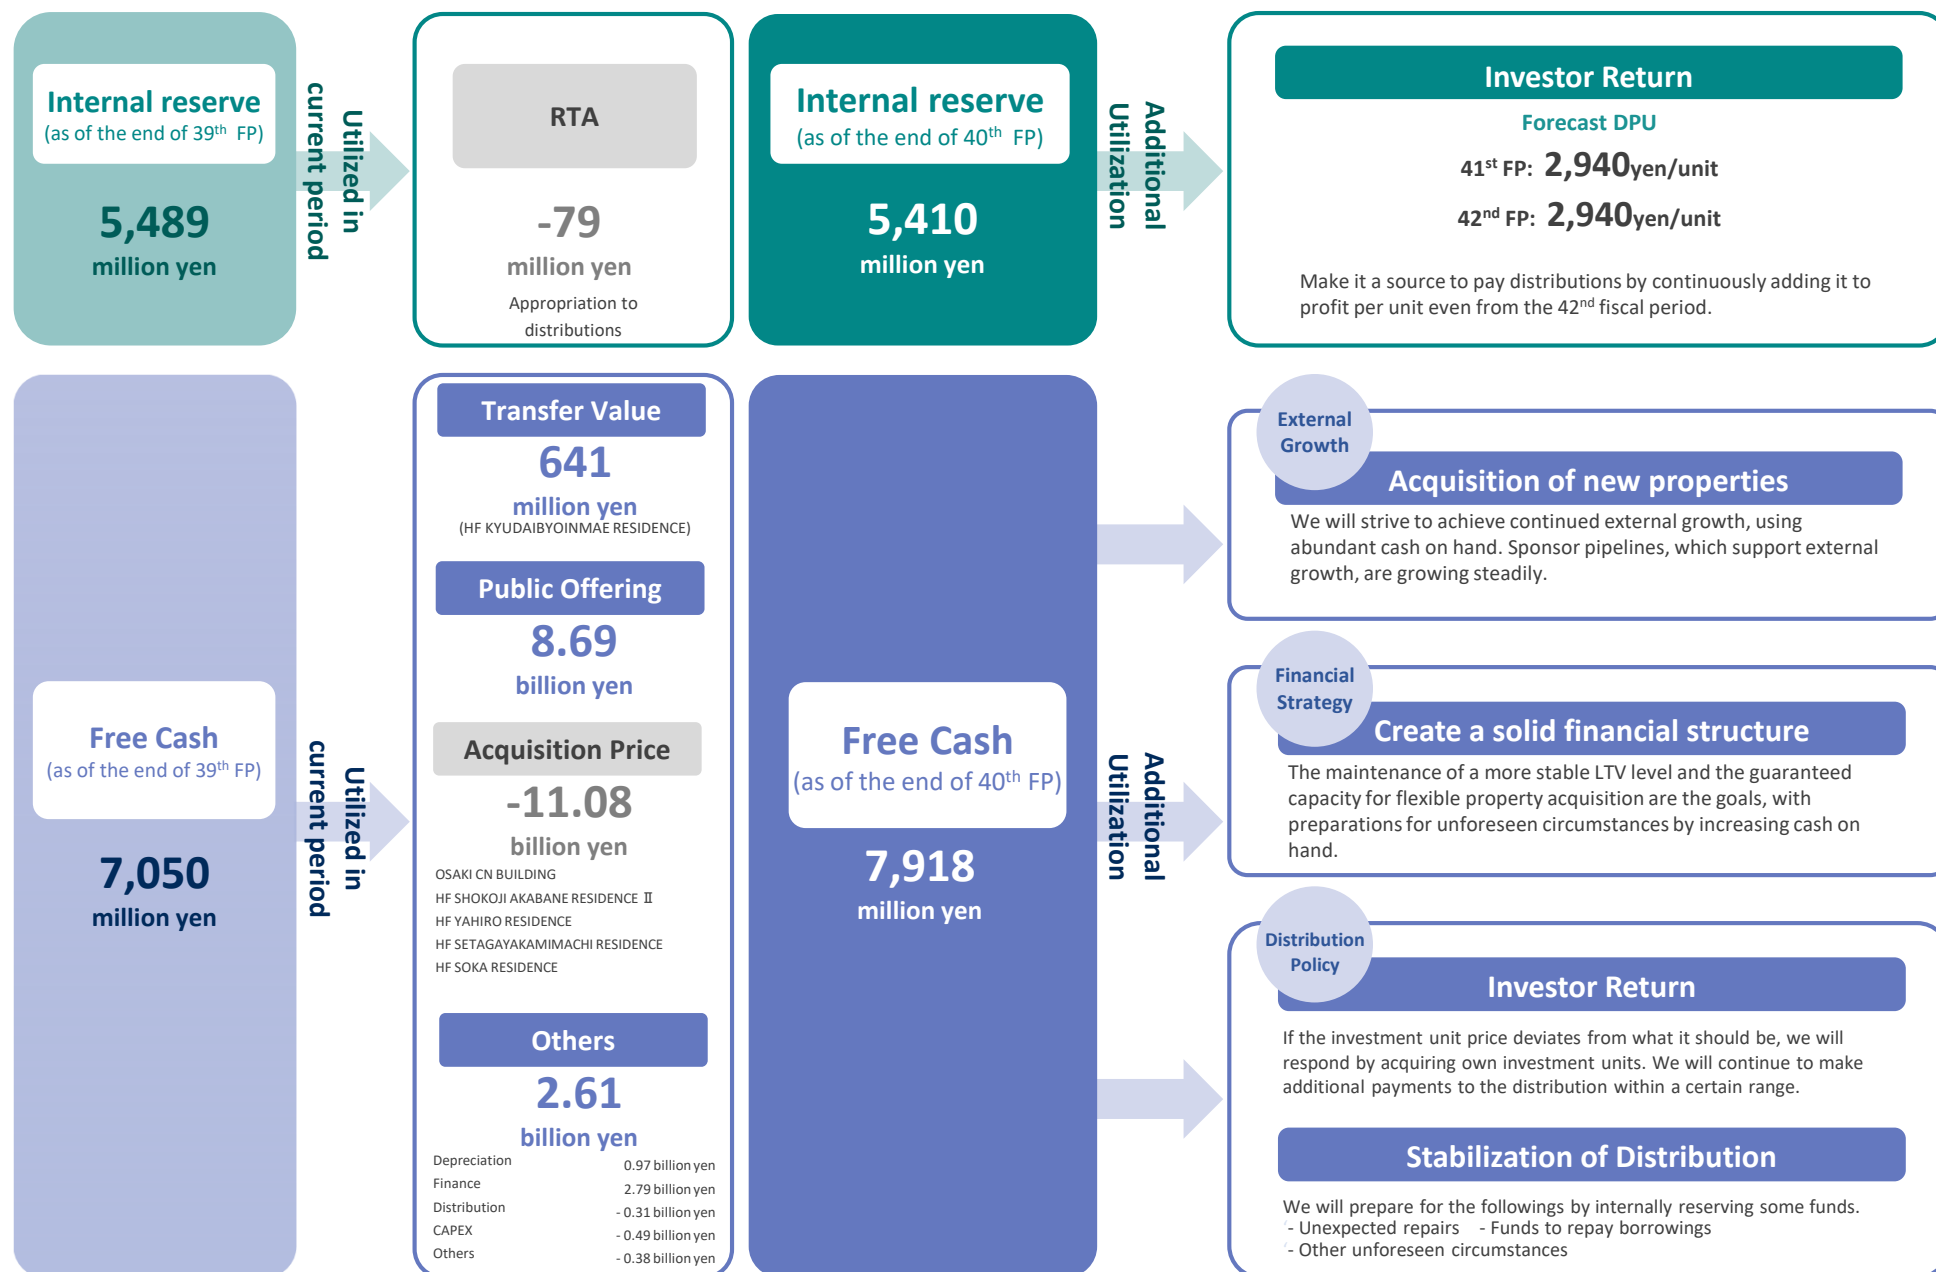 Internal reserve
(as of the end of 39th FP)
5,489
million yen
Utilized in
current period
RTA
-79
million yen
Appropriation to
distributions
Internal reserve
(as of the end of 40th FP)
5,410
million yen
Additional
Utilization
Investor Return
Forecast DPU
41st FP: 2,940yen/unit
42nd FP: 2,940yen/unit
Make it a source to pay distributions by continuously adding it to
profit per unit even from the 42nd fiscal period.
Free Cash
(as of the end of 39th FP)
7,050
million yen
Utilized in
current period
Transfer Value
641
million yen
(HF KYUDAIBYOINMAE RESIDENCE)
Public Offering
8.69
billion yen
Acquisition Price
-11.08
billion yen
OSAKI CN BUILDING
HF SHOKOJI AKABANE RESIDENCE Ⅱ
HF YAHIRO RESIDENCE
HF SETAGAYAKAMIMACHI RESIDENCE
HF SOKA RESIDENCE
Others
2.61
billion yen
Depreciation 0.97 billion yen
Finance 2.79 billion yen
Distribution - 0.31 billion yen
CAPEX - 0.49 billion yen
Others - 0.38 billion yen
Free Cash
(as of the end of 40th FP)
7,918
million yen
Additional
Utilization
External
Growth
Acquisition of new properties
We will strive to achieve continued external growth, using
abundant cash on hand. Sponsor pipelines, which support external
growth, are growing steadily.
Financial
Strategy
Create a solid financial structure
The maintenance of a more stable LTV level and the guaranteed
capacity for flexible property acquisition are the goals, with
preparations for unforeseen circumstances by increasing cash on
hand.
Distribution
Policy
Investor Return
If the investment unit price deviates from what it should be, we will
respond by acquiring own investment units. We will continue to make
additional payments to the distribution within a certain range.
Stabilization of Distribution
We will prepare for the followings by internally reserving some funds.
- Unexpected repairs - Funds to repay borrowings
- Other unforeseen circumstances